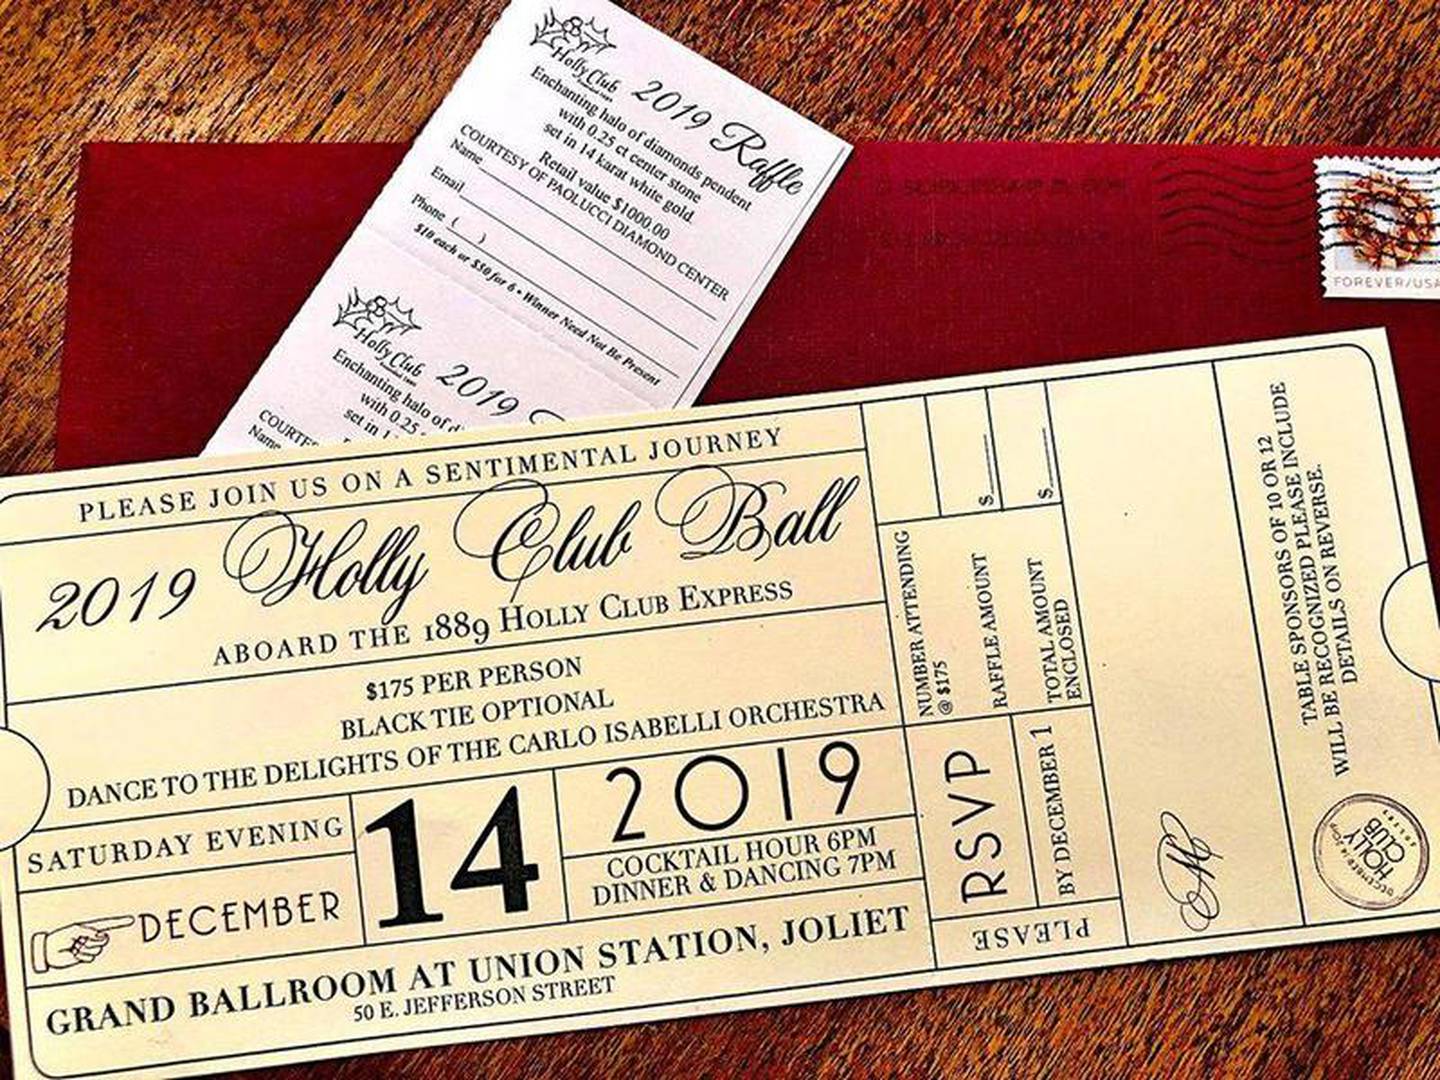 Holly Club
2019 Raffle
Enchanting halo of diamonds pendent
with 0.25 ct center stone
set in 14 karat white gold
Retail value $1000.00
COURTESY OF PAOLUCCI DIAMOND CENTER
Name
Email
Phone ( )
$10 each or $50 for 6 • Winner Need Not Be Present
Holly Club
2019
Enchanting halo of d
with 0.25
set in 14
COURTES
Name
FOREVER/USA
PLEASE JOIN US ON A SENTIMENTAL JOURNEY
2019 Holly Club Ball
ABOARD THE 1889 HOLLY CLUB EXPRESS
$175 PER PERSON
BLACK TIE OPTIONAL
DANCE TO THE DELIGHTS OF THE CARLO ISABELLI ORCHESTRA
SATURDAY EVENING
DECEMBER
14
2019
COCKTAIL HOUR 6PM
DINNER & DANCING 7PM
GRAND BALLROOM AT UNION STATION, JOLIET
50 E. JEFFERSON STREET
NUMBER ATTENDING
@ $175
RAFFLE AMOUNT
$
TOTAL AMOUNT
ENCLOSED
$
RSVP
BY DECEMBER 1
PLEASE
M
TABLE SPONSORS OF 10 OR 12
WILL BE RECOGNIZED PLEASE INCLUDE
DETAILS ON REVERSE.
HOLLY
CLUB